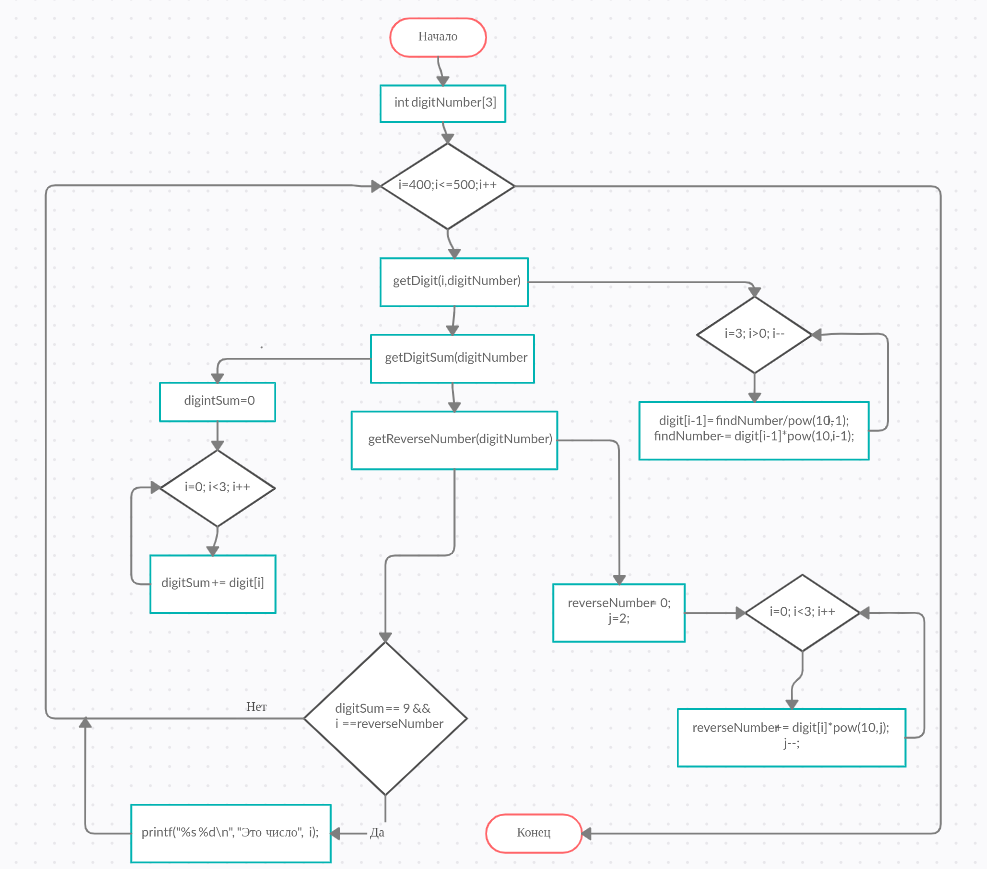 Начало
int digitNumber[3]
i=400;i<=500;i++
getDigit(i,digitNumber)
i=3; i>0; i--
getDigitSum(digitNumber
digintSum=0
digit[i-1]= findNumber/pow(10,i-1);
findNumber-= digit[i-1]*pow(10,i-1);
getReverseNumber(digitNumber)
i=0; i<3; i++
digitSum += digit[i]
reverseNumber= 0;
j=2;
i=0; i<3; i++
digitSum == 9 &&
i ==reverseNumber
Нет
reverseNumber+= digit[i]*pow(10,j);
j--;
printf("%s %d\n", "Это число", i);
Да
Конец